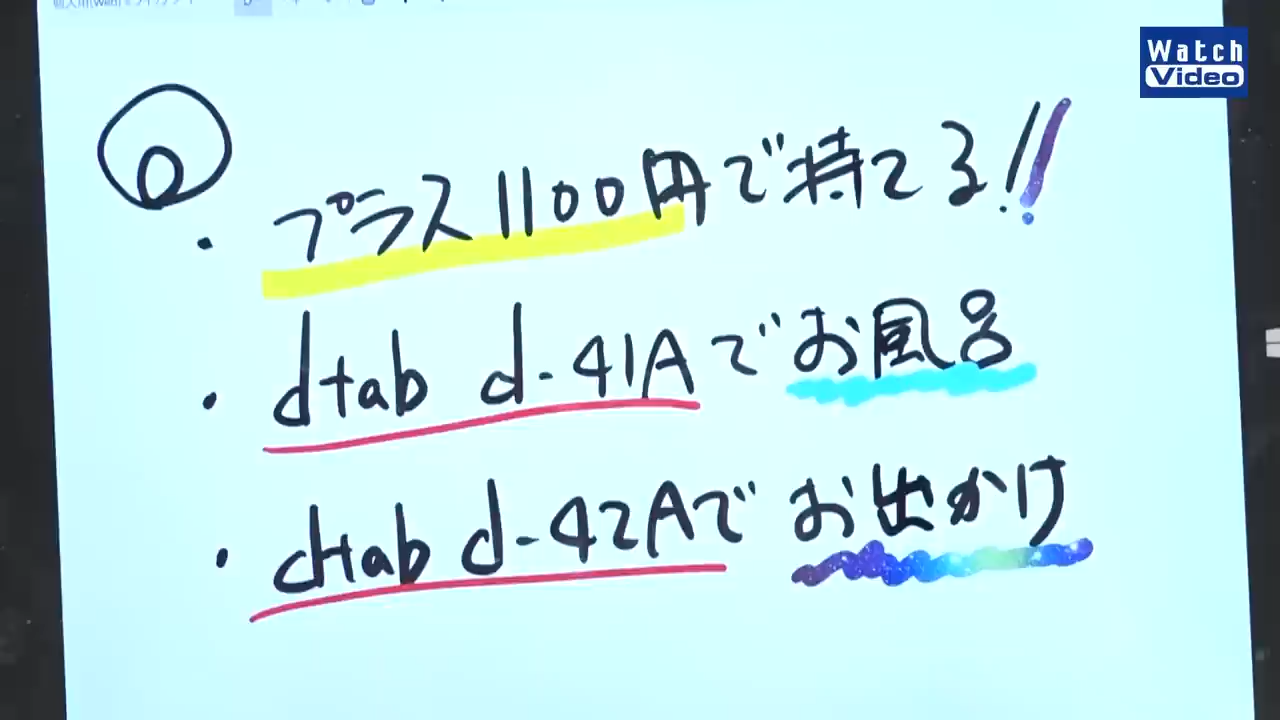 Watch
Video
・プラス1100円で持てる!!
・dtab d-41Aでお風呂
・dtab d-42Aでお出かけ